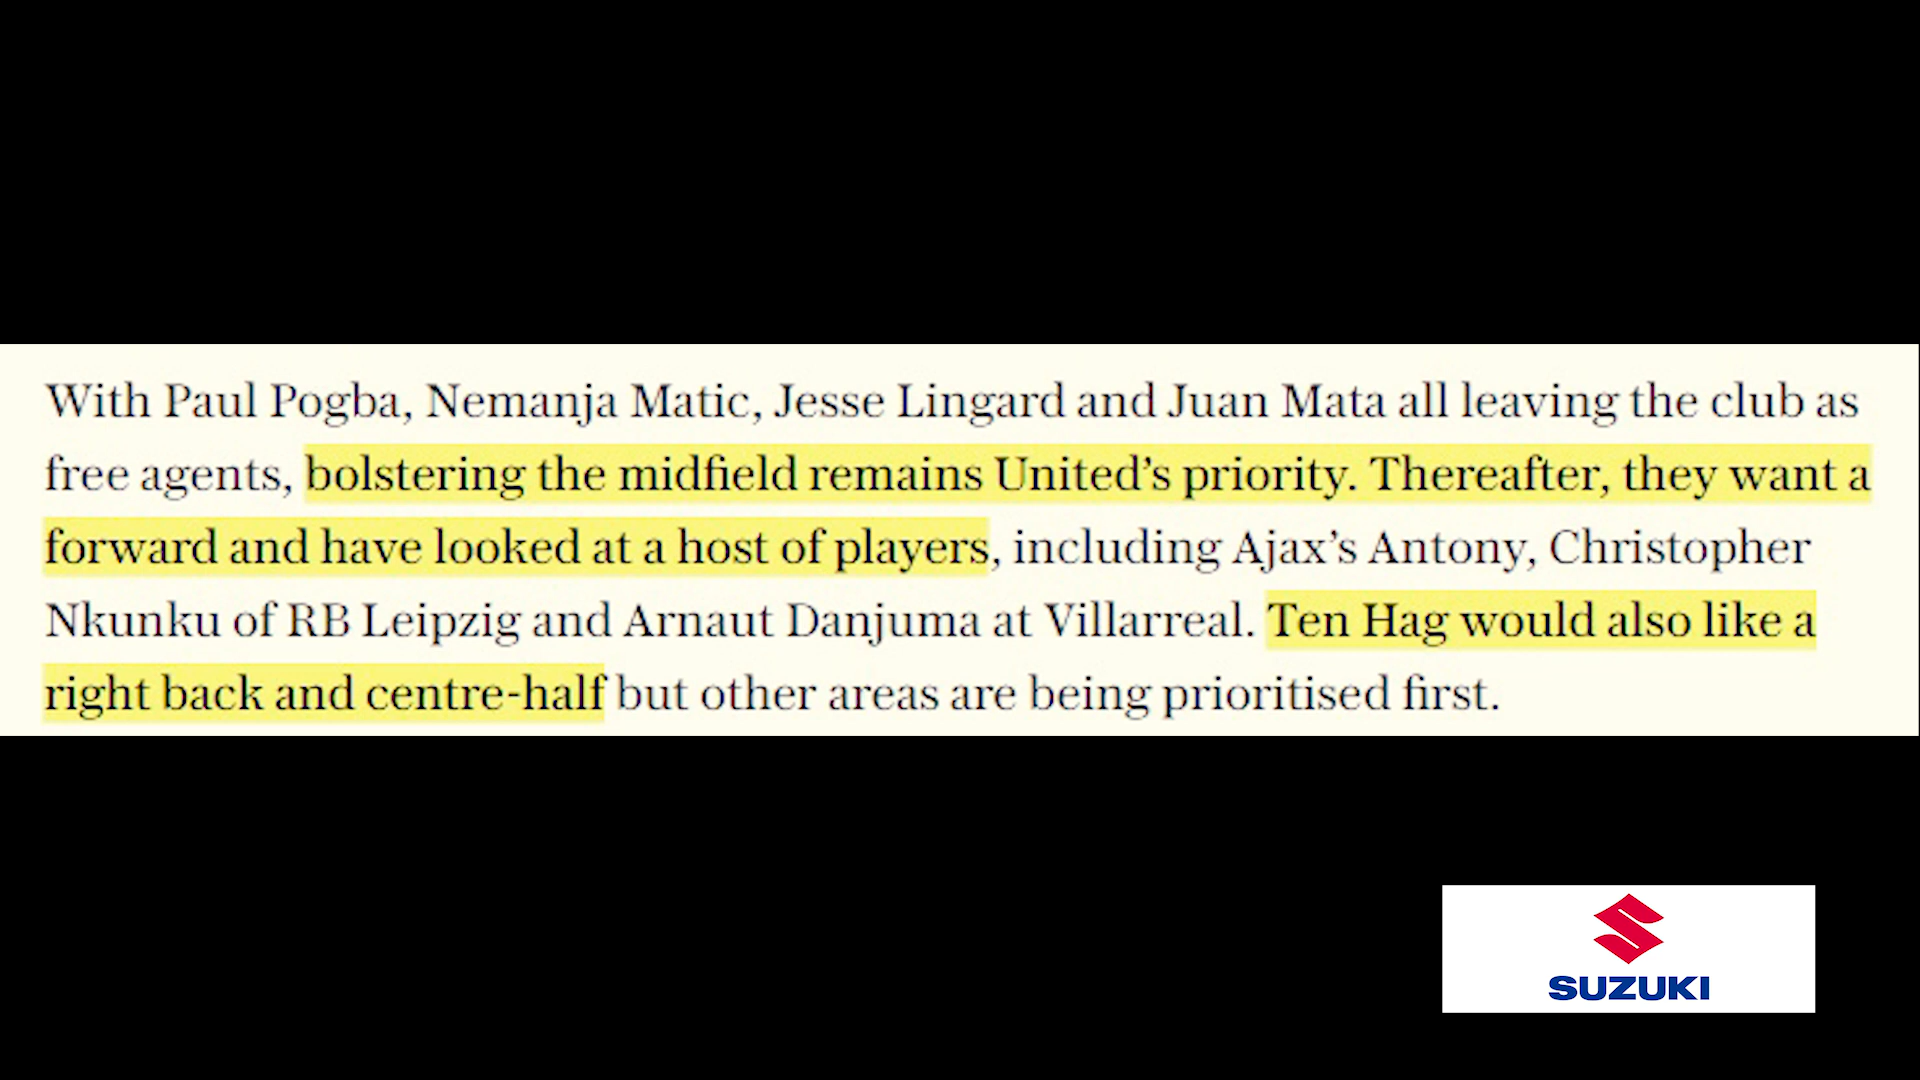 With Paul Pogba, Nemanja Matic, Jesse Lingard and Juan Mata all leaving the club as
free agents, bolstering the midfield remains United’s priority. Thereafter, they want a
forward and have looked at a host of players, including Ajax’s Antony, Christopher
Nkunku of RB Leipzig and Arnaut Danjuma at Villarreal. Ten Hag would also like a
right back and centre-half but other areas are being prioritised first.
SUZUKI